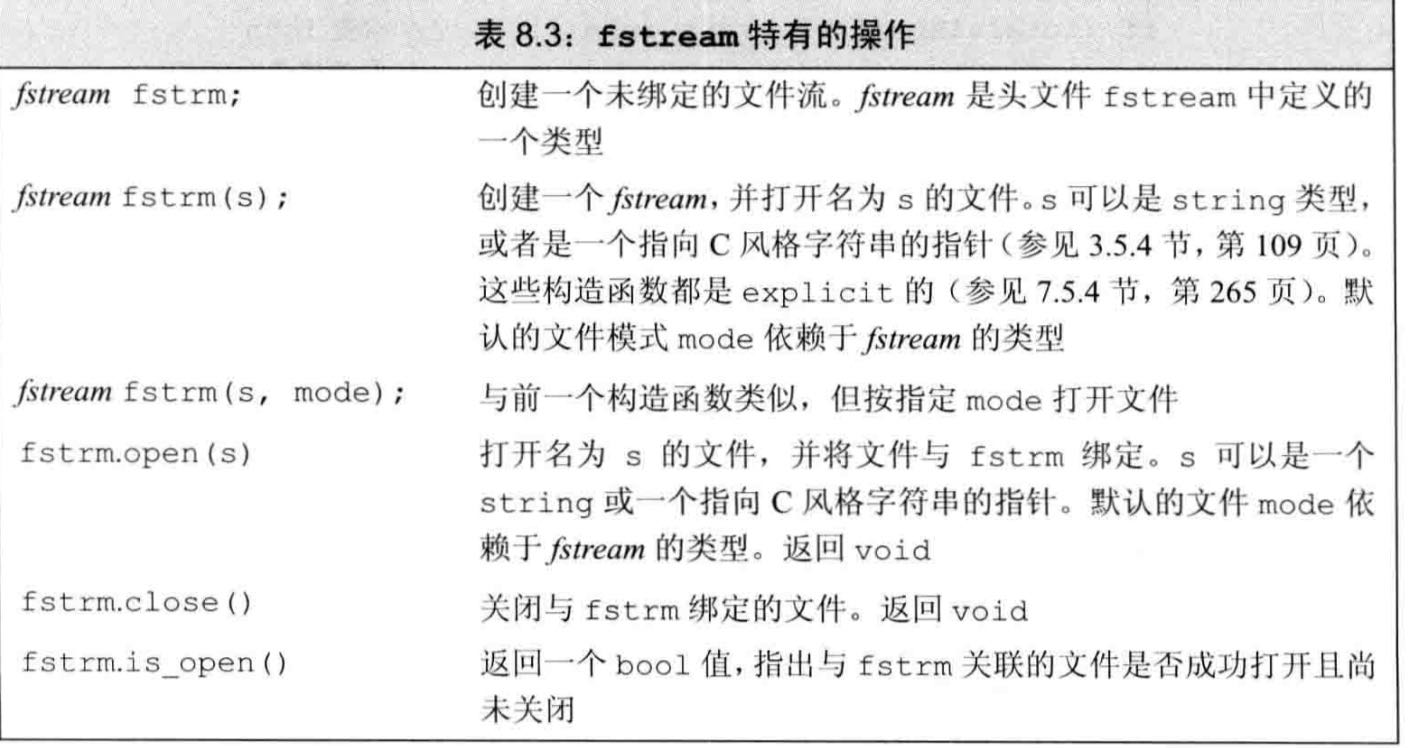 表 8.3：fstream 特有的操作
fstream fstrm;
创建一个未绑定的文件流。fstream 是头文件 fstream 中定义的
一个类型
fstream fstrm(s);
创建一个 fstream，并打开名为 s 的文件。s 可以是 string 类型，
或者是一个指向 C 风格字符串的指针（参见 3.5.4 节，第 109 页）。
这些构造函数都是 explicit 的（参见 7.5.4 节，第 265 页）。默
认的文件模式 mode 依赖于 fstream 的类型
fstream fstrm(s, mode);
与前一个构造函数类似，但按指定 mode 打开文件
fstrm.open(s)
打开名为 s 的文件，并将文件与 fstrm 绑定。s 可以是一个
string 或一个指向 C 风格字符串的指针。默认的文件 mode 依
赖于 fstream 的类型。返回 void
fstrm.close()
关闭与 fstrm 绑定的文件。返回 void
fstrm.is_open()
返回一个 bool 值，指出与 fstrm 关联的文件是否成功打开且尚
未关闭